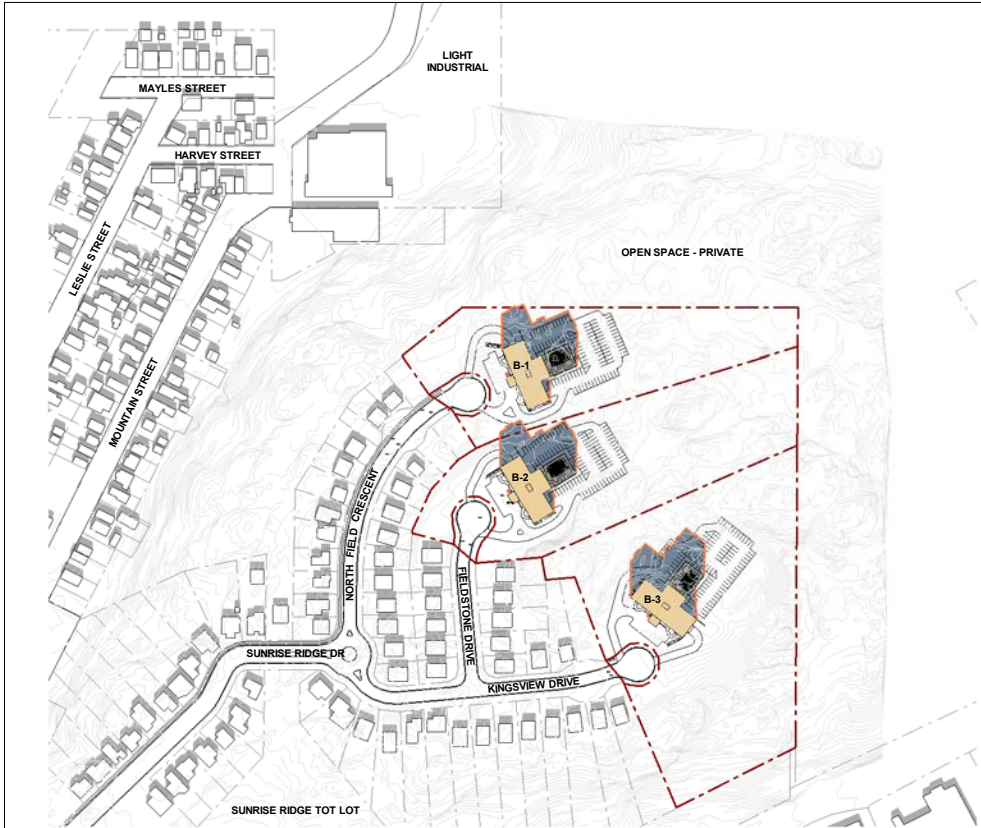 LIGHT
INDUSTRIAL
MAYLES STREET
HARVEY STREET
LESLIE STREET
OPEN SPACE - PRIVATE
MOUNTAIN STREET
B-1
B-2
NORTH FIELD CRESCENT
FIELDSTONE DRIVE
B-3
SUNRISE RIDGE DR
KINGSVIEW DRIVE
SUNRISE RIDGE TOT LOT